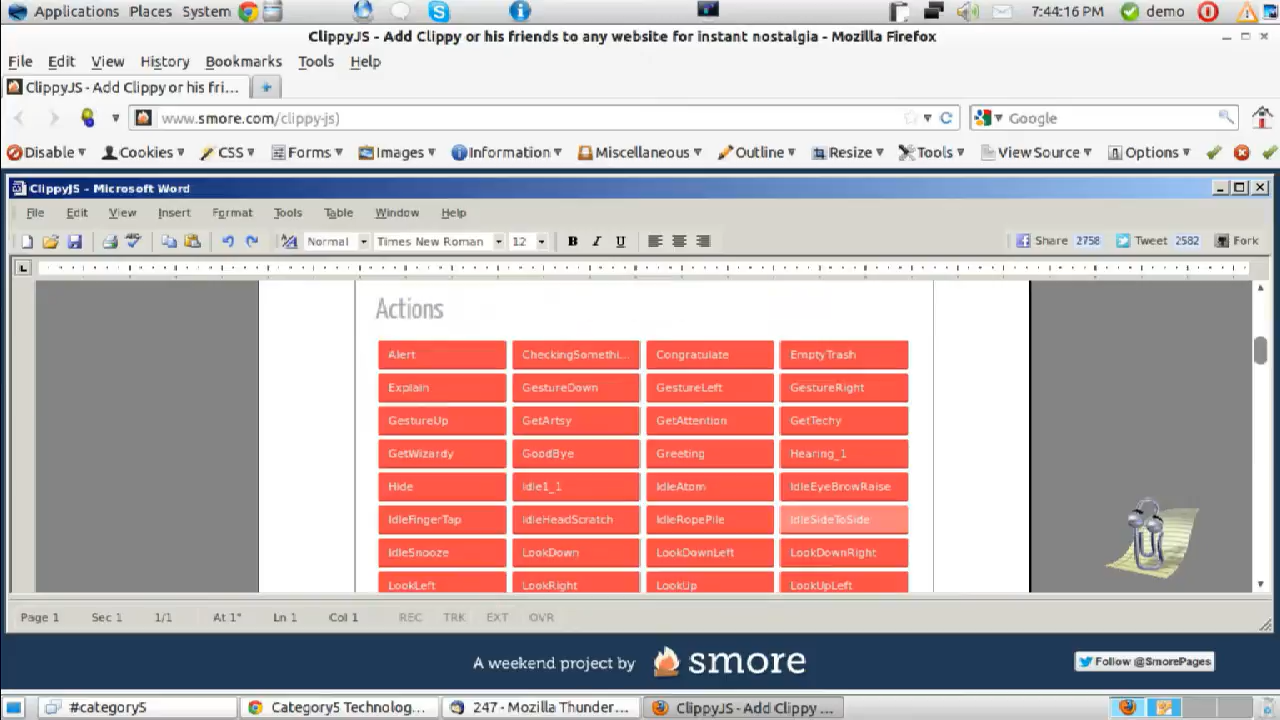 Applications Places System 7:44:16 PM demo
ClippyJS - Add Clippy or his friends to any website for instant nostalgia - Mozilla Firefox
File Edit View History Bookmarks Tools Help
ClippyJS - Add Clippy or his fri...
www.smore.com/clippy-js) Google
Disable Cookies CSS Forms Images Information Miscellaneous Outline Resize Tools View Source Options
ClippyJS - Microsoft Word
File Edit View Insert Format Tools Table Window Help
Normal Times New Roman 12 B I U Share 2758 Tweet 2582 Fork
Actions
Alert CheckingSomethi... Congratulate EmptyTrash
Explain GestureDown GestureLeft GestureRight
GestureUp GetArtsy GetAttention GetTechy
GetWizardy GoodBye Greeting Hearing_1
Hide Idle1_1 IdleAtom IdleEyeBrowRaise
IdleFingerTap IdleHeadScratch IdleRopePile IdleSideToSide
IdleSnooze LookDown LookDownLeft LookDownRight
LookLeft LookRight LookUp LookUpLeft
Page 1 Sec 1 1/1 At 1" Ln 1 Col 1 REC TRK EXT OVR
A weekend project by smore Follow @SmorePages
#category5 Category5 Technolog... 247 - Mozilla Thunder... ClippyJS - Add Clippy ...